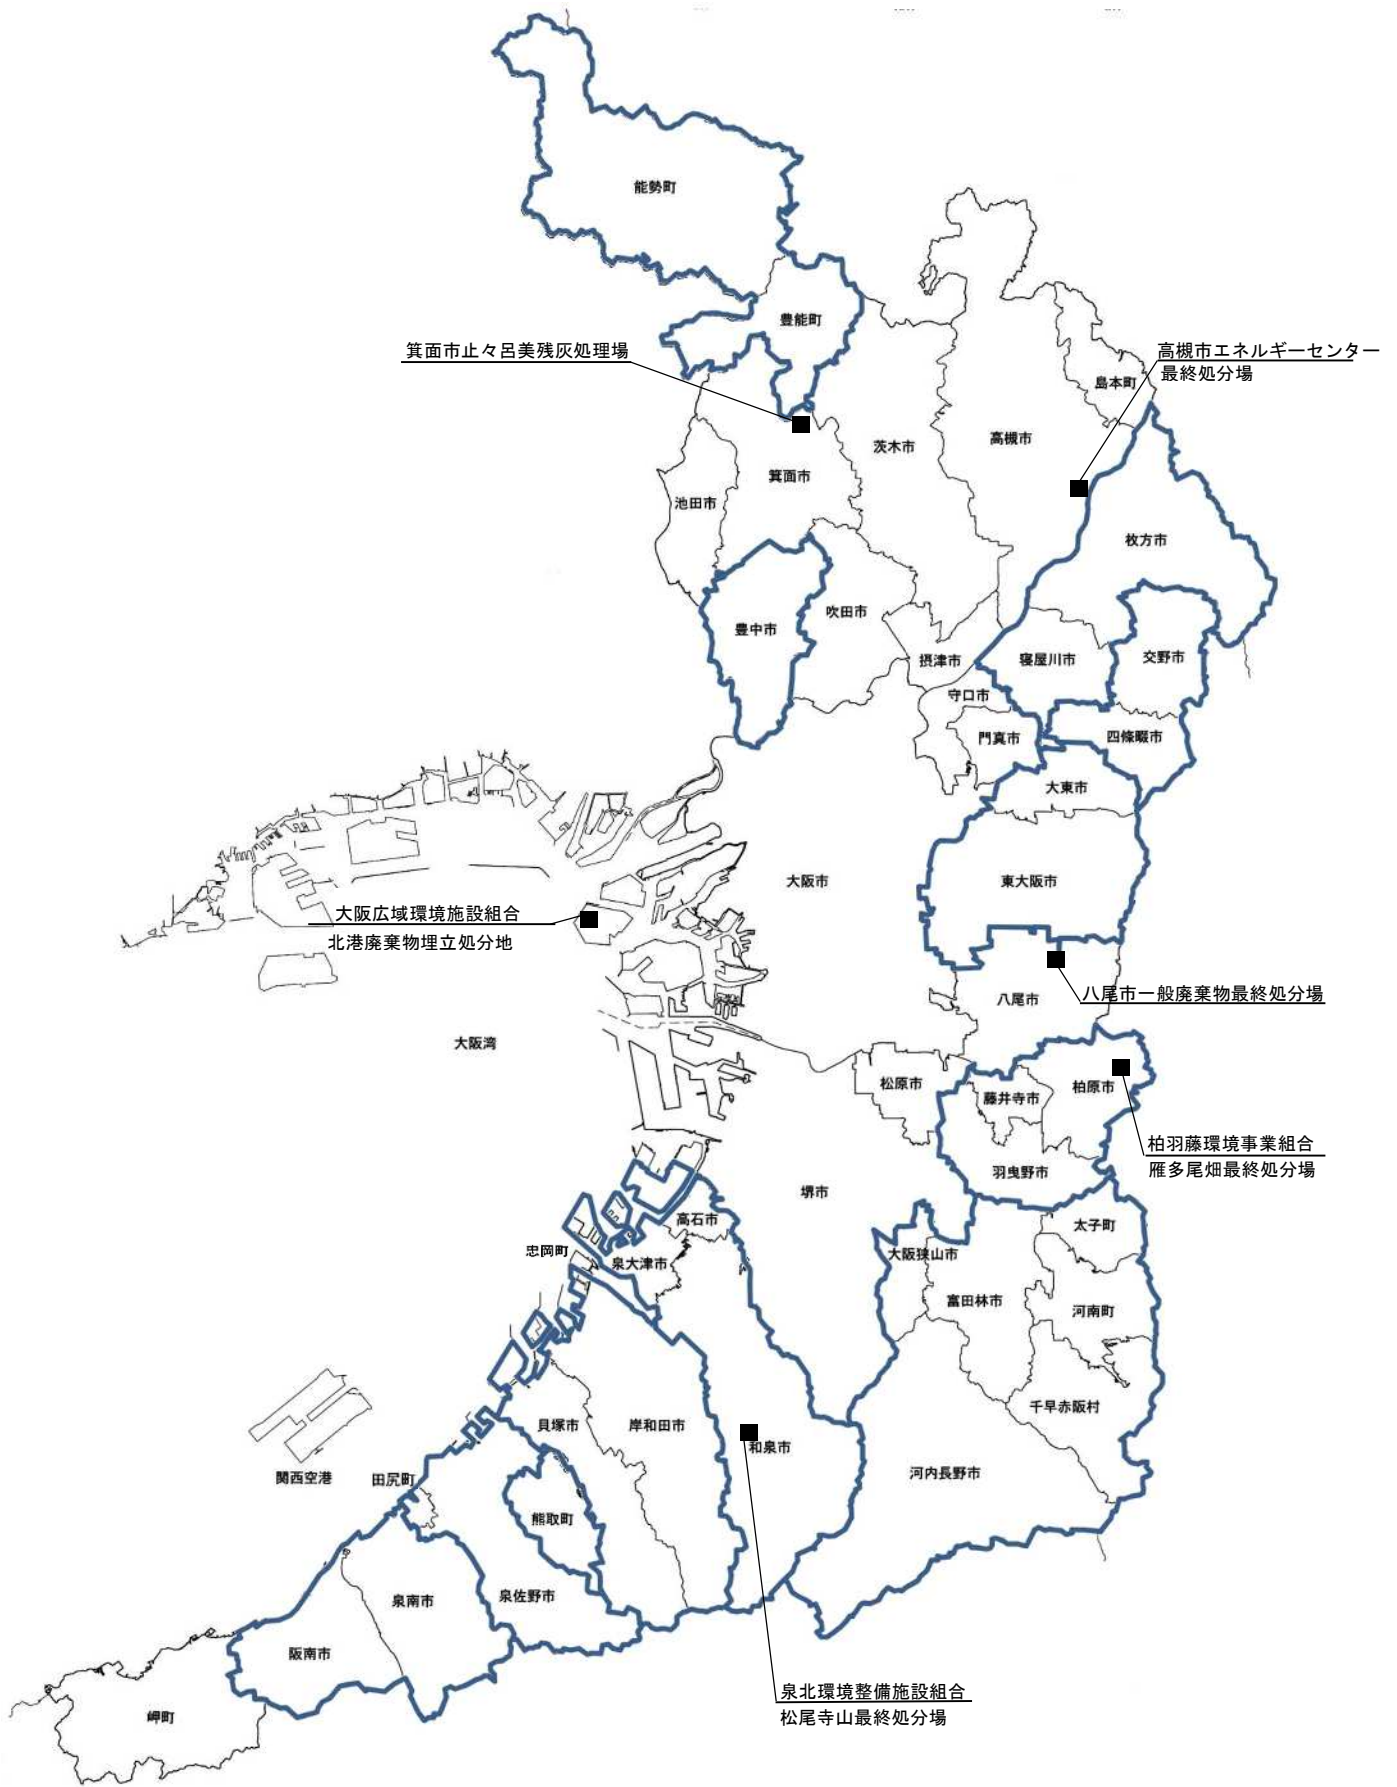 能勢町
豊能町
箕面市止々呂美残灰処理場
高槻市エネルギーセンター
最終処分場
島本町
高槻市
茨木市
箕面市
池田市
枚方市
吹田市
豊中市
摂津市
寝屋川市
交野市
守口市
門真市
四條畷市
大東市
大阪市
東大阪市
大阪広域環境施設組合
北港廃棄物埋立処分地
八尾市一般廃棄物最終処分場
八尾市
大阪湾
松原市
藤井寺市
柏原市
柏羽藤環境事業組合
雁多尾畑最終処分場
羽曳野市
堺市
高石市
太子町
忠岡町
泉大津市
大阪狭山市
富田林市
河南町
千早赤阪村
貝塚市
岸和田市
和泉市
河内長野市
関西空港
田尻町
熊取町
泉佐野市
泉南市
阪南市
岬町
泉北環境整備施設組合
松尾寺山最終処分場